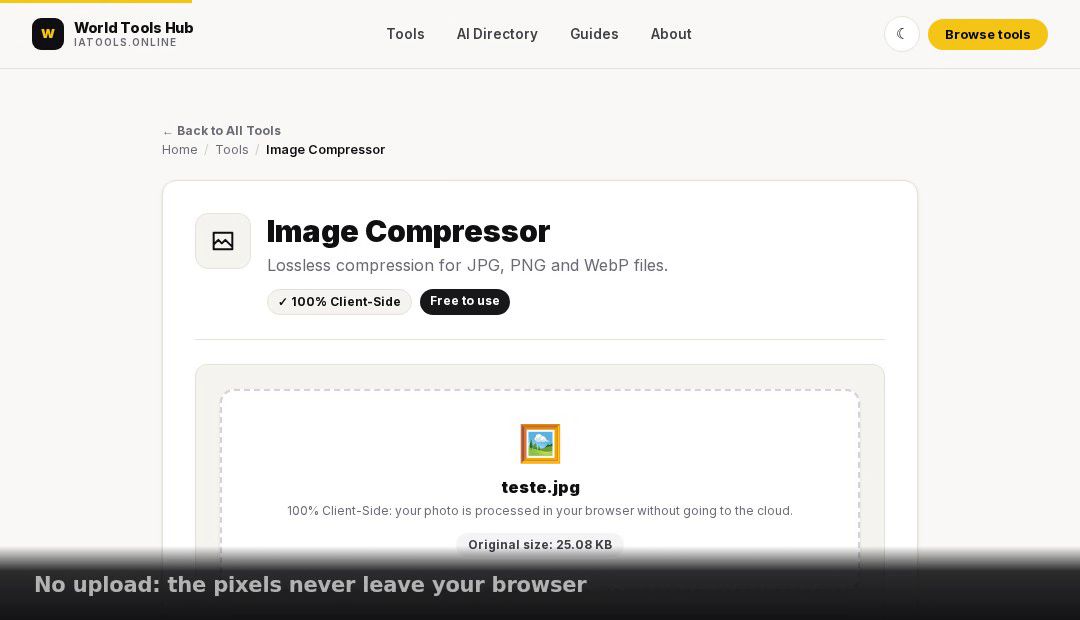 W
World Tools Hub
IATOOLS.ONLINE
Tools
AI Directory
Guides
About
☾
Browse tools
← Back to All Tools
Home / Tools / Image Compressor
Image Compressor
Lossless compression for JPG, PNG and WebP files.
✓ 100% Client-Side
Free to use
teste.jpg
100% Client-Side: your photo is processed in your browser without going to the cloud.
Original size: 25.08 KB
No upload: the pixels never leave your browser